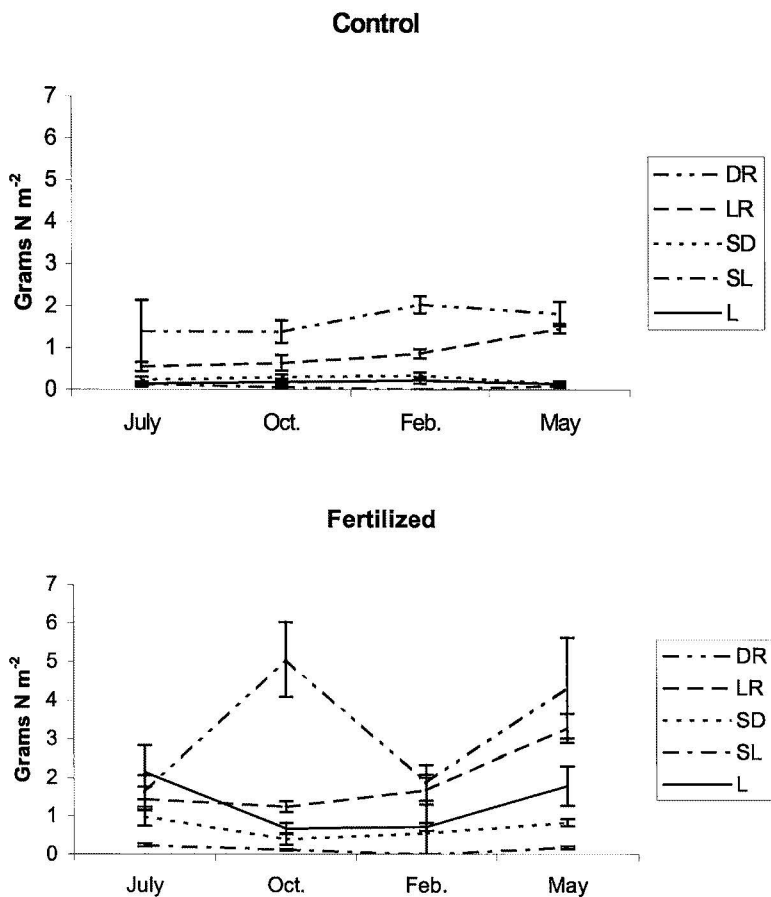 Control
7
6
5
4
3
2
1
0
Grams N m-2
July Oct. Feb. May
DR
LR
SD
SL
L
Fertilized
7
6
5
4
3
2
1
0
Grams N m-2
July Oct. Feb. May
DR
LR
SD
SL
L